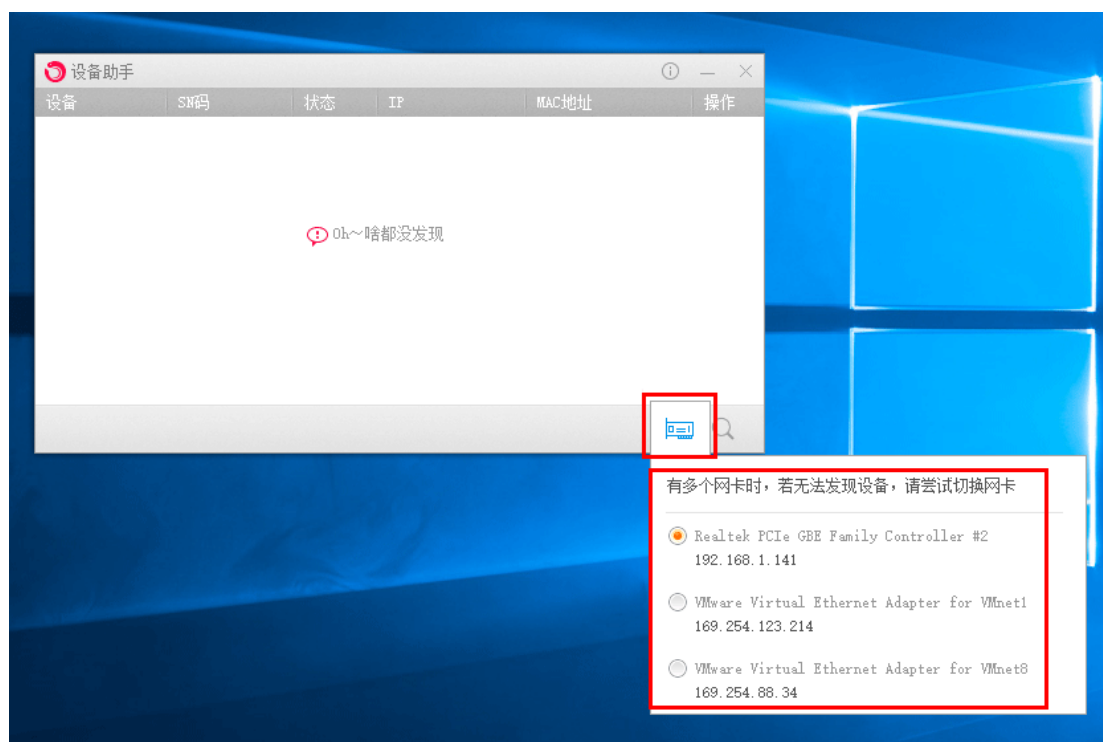 设备助手
设备 SN码 状态 IP MAC地址 操作
Oh～啥都没发现
有多个网卡时，若无法发现设备，请尝试切换网卡
Realtek PCIe GBE Family Controller #2
192.168.1.141
VMware Virtual Ethernet Adapter for VMnet1
169.254.123.214
VMware Virtual Ethernet Adapter for VMnet8
169.254.88.34